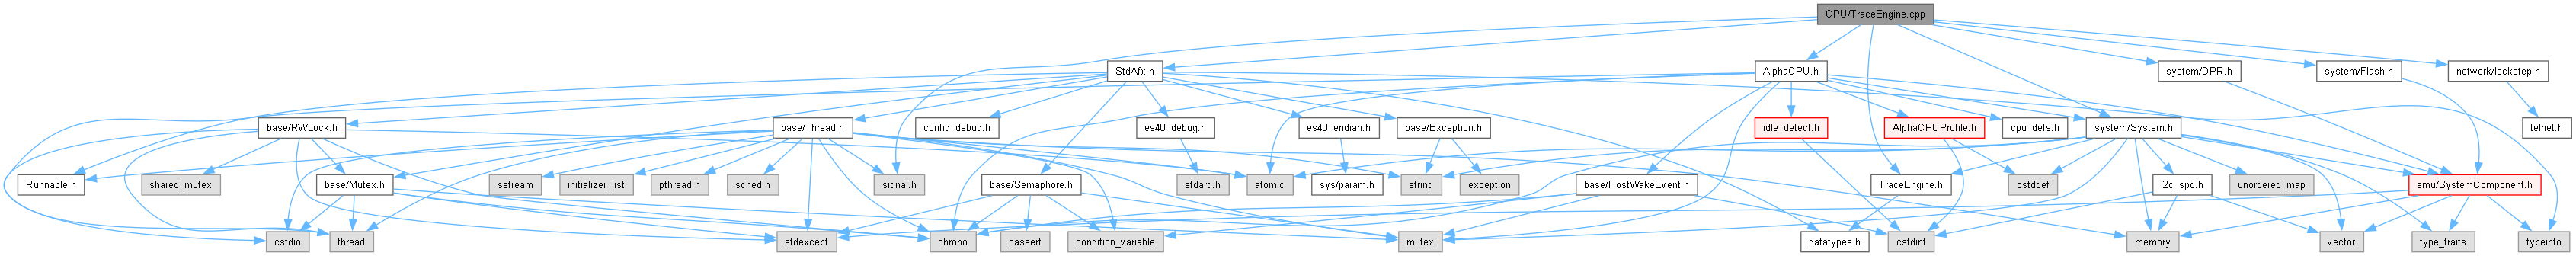 CPU/TraceEngine.cpp
StdAfx.h
AlphaCPU.h
system/DPR.h
system/Flash.h
network/lockstep.h
base/RWLock.h
base/Thread.h
config_debug.h
es4U_debug.h
es4U_endian.h
base/Exception.h
idle_detect.h
AlphaCPUProfile.h
cpu_defs.h
system/System.h
telnet.h
Runnable.h
shared_mutex
base/Mutex.h
sstream
initializer_list
pthread.h
sched.h
signal.h
base/Semaphore.h
stdarg.h
atomic
sys/param.h
string
exception
base/HostWakeEvent.h
TraceEngine.h
cstddef
i2c_spd.h
unordered_map
emu/SystemComponent.h
cstdio
thread
stdexcept
chrono
cassert
condition_variable
mutex
datatypes.h
cstdint
memory
vector
type_traits
typeinfo